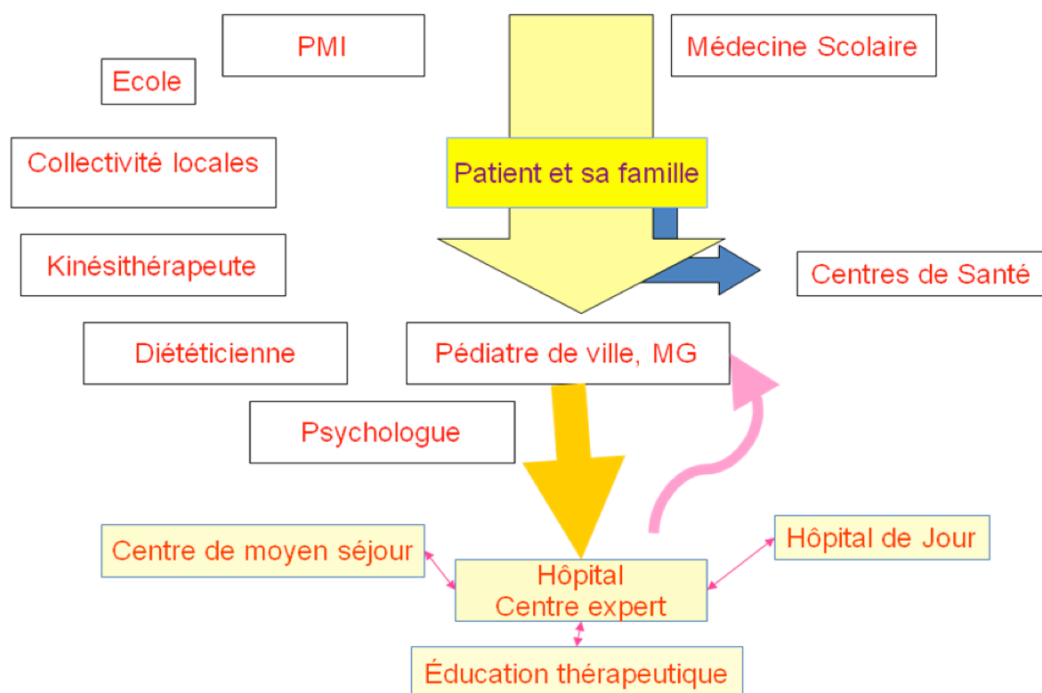 PMI
Médecine Scolaire
Ecole
Collectivité locales
Patient et sa famille
Kinésithérapeute
Centres de Santé
Diététicienne
Pédiatre de ville, MG
Psychologue
Centre de moyen séjour
Hôpital de Jour
Hôpital
Centre expert
Éducation thérapeutique